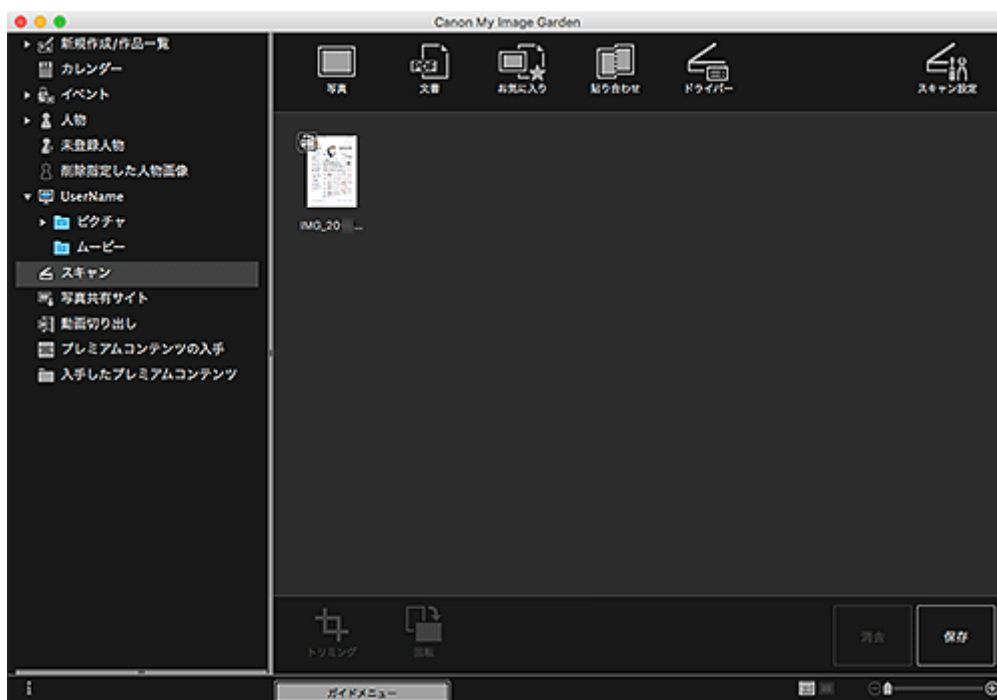 Canon My Image Garden
新規作成/作品一覧
カレンダー
イベント
人物
未登録人物
削除指定した人物画像
UserName
ピクチャ
ムービー
スキャン
写真共有サイト
動画切り出し
プレミアムコンテンツの入手
入手したプレミアムコンテンツ
写真
PDF
文書
お気に入り
貼り合わせ
ドライバー
スキャン設定
IMG_20 ...
トリミング
回転
消去
保存
ガイドメニュー